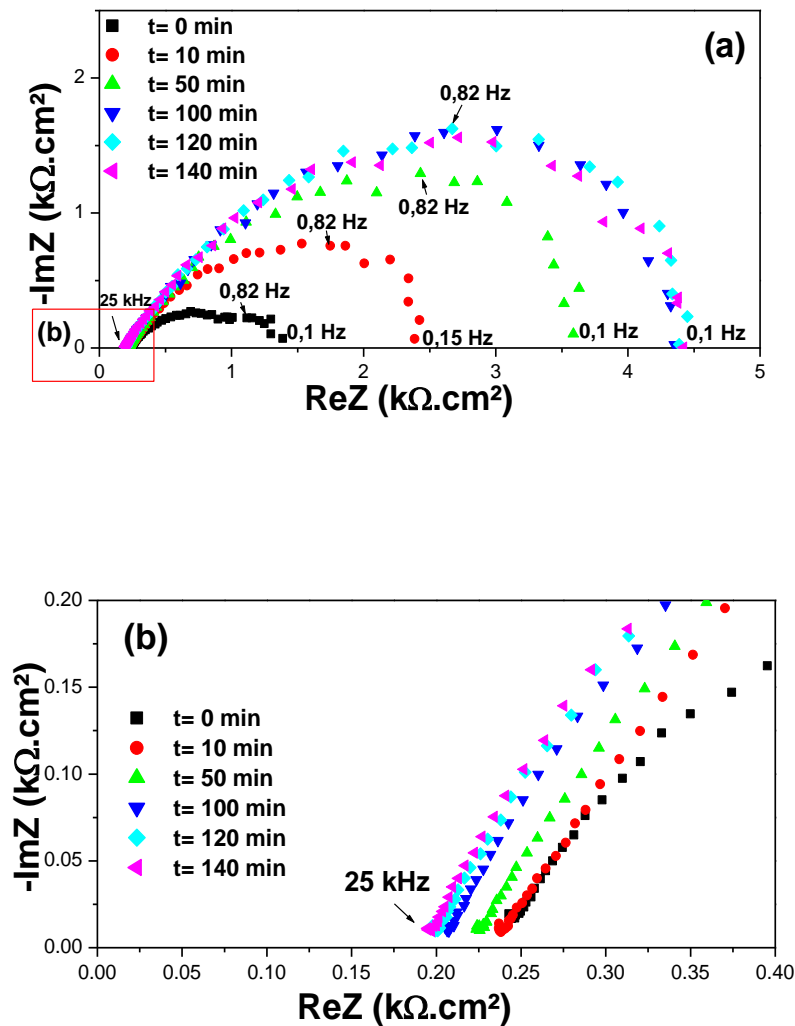 t= 0 min
t= 10 min
t= 50 min
t= 100 min
t= 120 min
t= 140 min
(a)
2
1
0
-ImZ (kΩ.cm²)
0,82 Hz
0,82 Hz
0,82 Hz
0,82 Hz
25 kHz
(b)
0,1 Hz
0,15 Hz
0,1 Hz
0,1 Hz
0 1 2 3 4 5
ReZ (kΩ.cm²)
(b)
0.20
0.15
0.10
0.05
0.00
-ImZ (kΩ.cm²)
t= 0 min
t= 10 min
t= 50 min
t= 100 min
t= 120 min
t= 140 min
25 kHz
0.00 0.05 0.10 0.15 0.20 0.25 0.30 0.35 0.40
ReZ (kΩ.cm²)